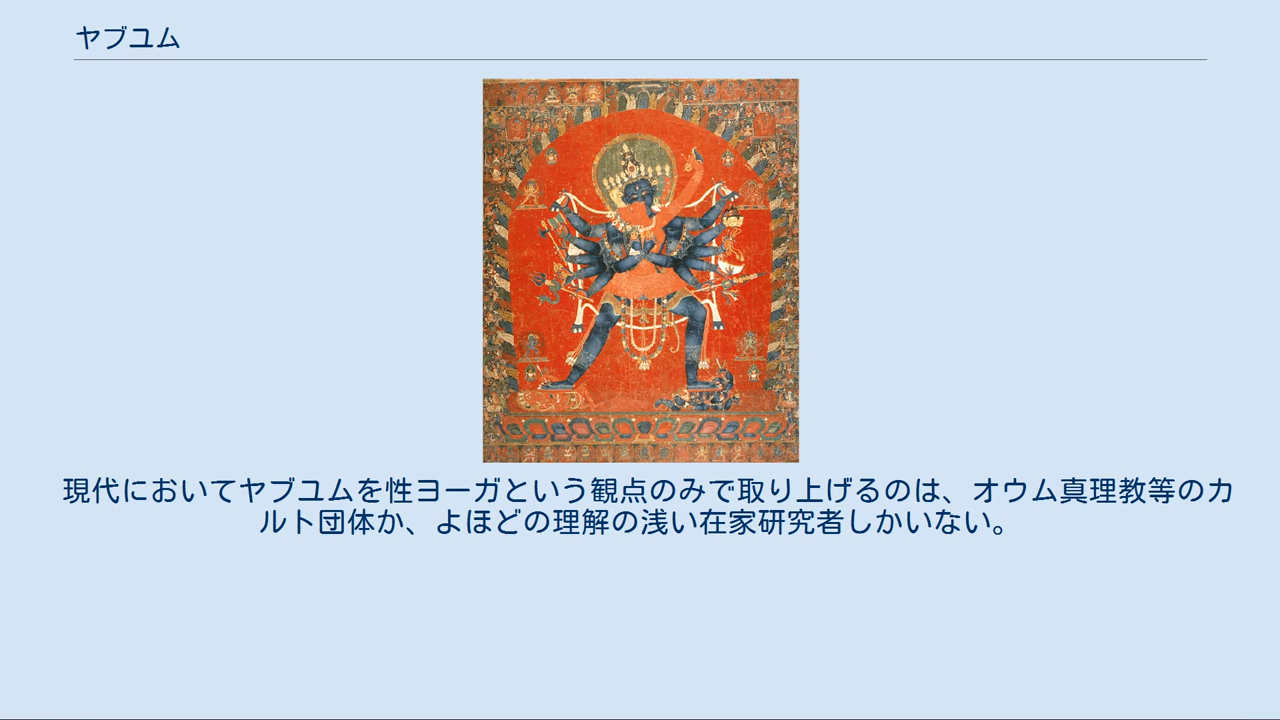 ヤブユム
現代においてヤブユムを性ヨーガという観点のみで取り上げるのは、オウム真理教等のカ
ルト団体か、よほどの理解の浅い在家研究者しかいない。